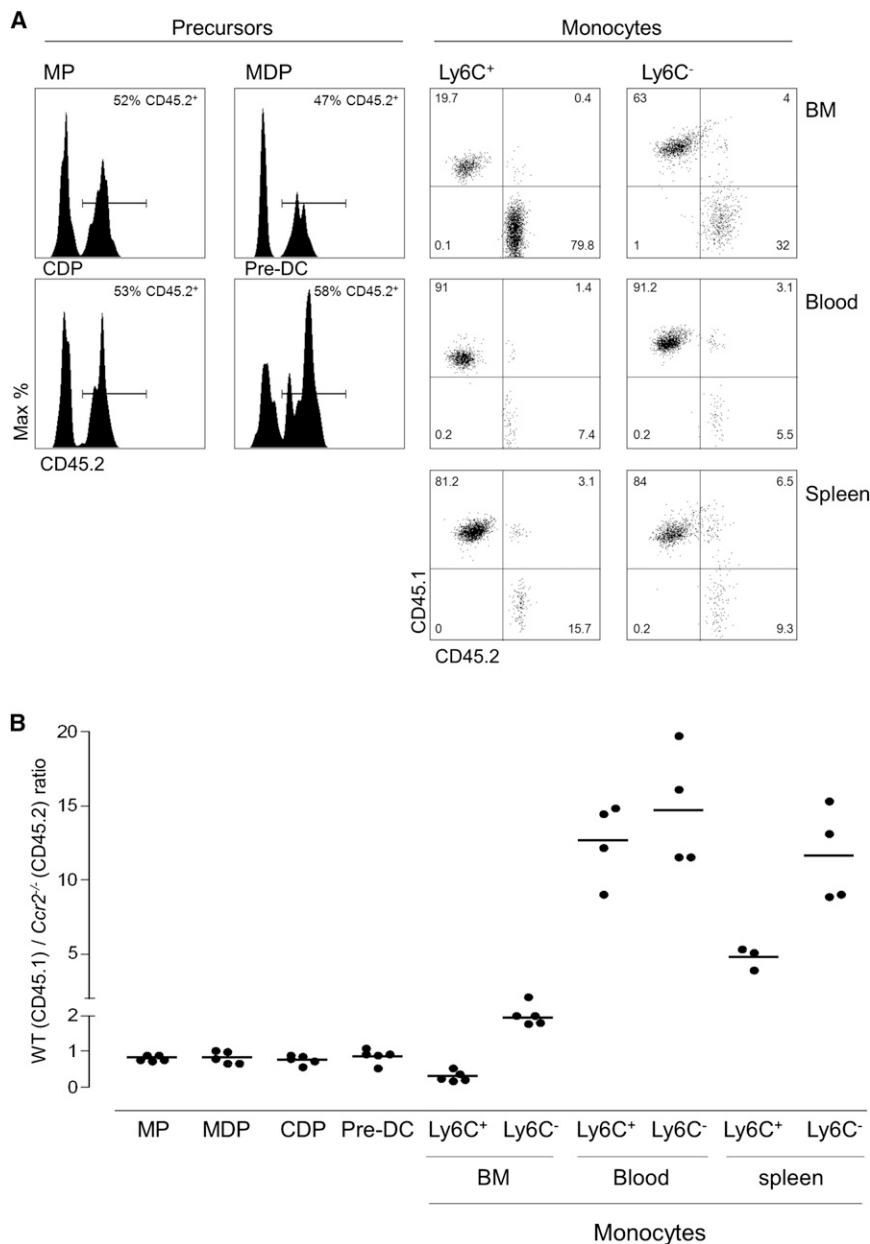 A
Precursors
Monocytes
MP
MDP
Ly6C+
Ly6C-
52% CD45.2+
47% CD45.2+
19.7 0.4
0.1 79.8
63 4
1 32
BM
CDP
Pre-DC
53% CD45.2+
58% CD45.2+
91 1.4
0.2 7.4
91.2 3.1
0.2 5.5
Blood
Max %
CD45.2
81.2 3.1
0 15.7
84 6.5
0.2 9.3
Spleen
CD45.1
CD45.2
B
WT (CD45.1) / Ccr2-/- (CD45.2) ratio
20
15
10
5
2
1
0
MP MDP CDP Pre-DC Ly6C+ Ly6C- Ly6C+ Ly6C- Ly6C+ Ly6C-
BM Blood spleen
Monocytes